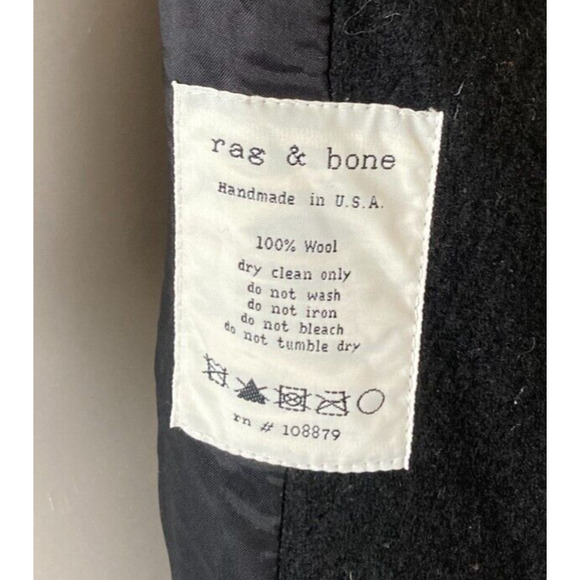 rag & bone
Handmade in U.S.A.
100% Wool
dry clean only
do not wash
do not iron
do not bleach
do not tumble dry
rn # 108879